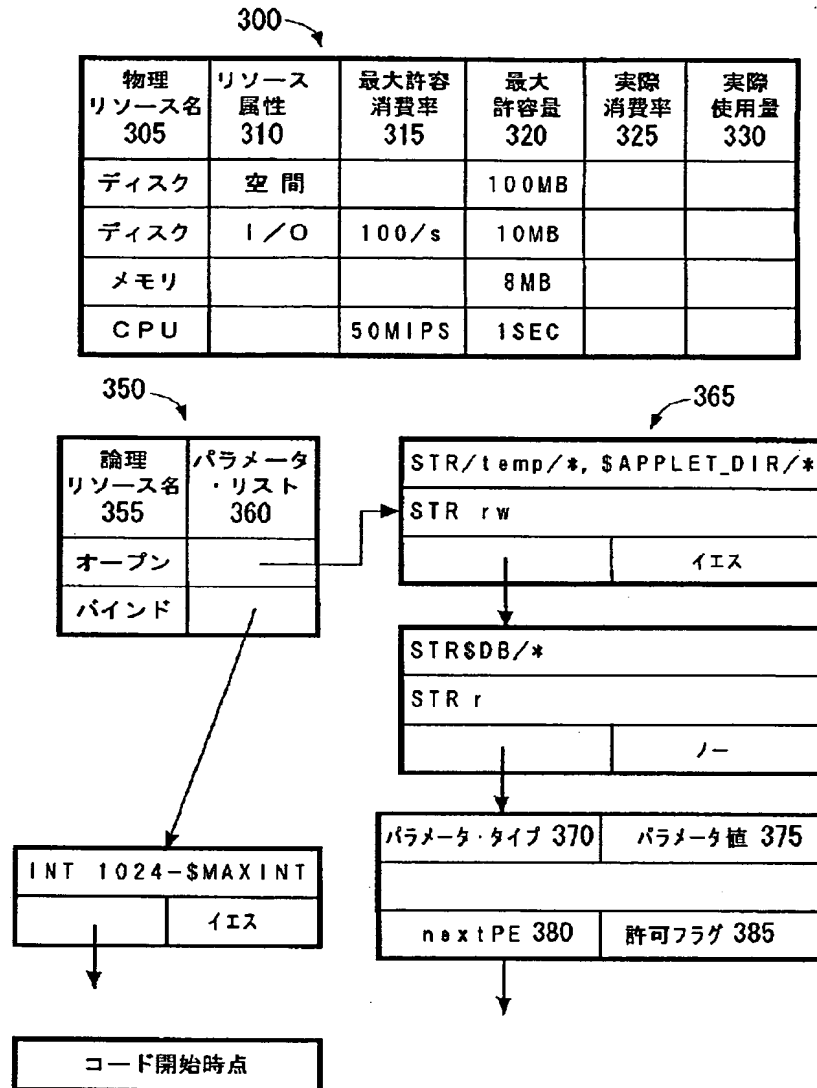 300
物理
リソース名
305
リソース
属性
310
最大許容
消費率
315
最大
許容量
320
実際
消費率
325
実際
使用量
330
ディスク 空間 100MB
ディスク I/O 100/s 10MB
メモリ 8MB
CPU 50MIPS 1SEC
350
論理
リソース名
355
パラメータ
・リスト
360
オープン
バインド
365
STR/temp/*, $APPLET_DIR/*
STR rw
イエス
STR$DB/*
STR r
ノー
パラメータ・タイプ 370 パラメータ値 375
nextPE 380 許可フラグ 385
INT 1024-$MAXINT
イエス
コード開始時点